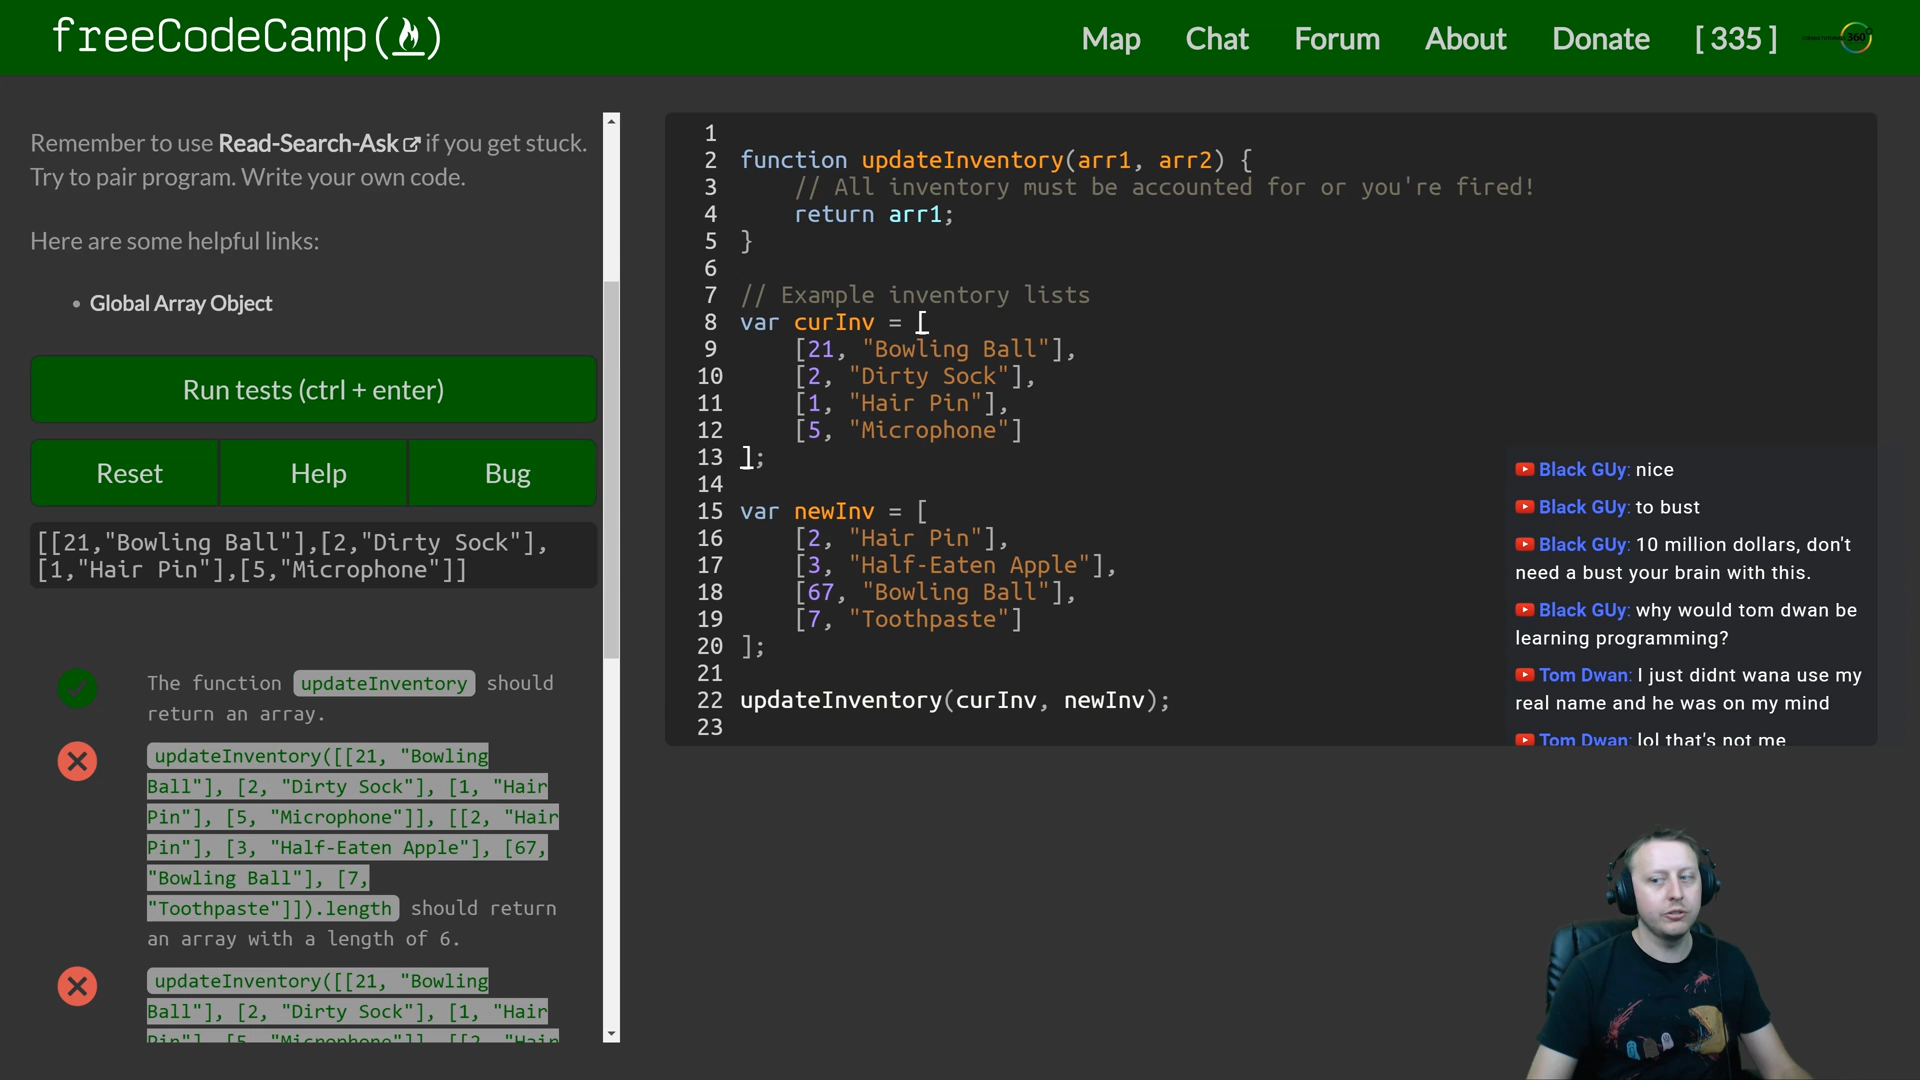 freeCodeCamp
Map Chat Forum About Donate [ 335 ]
360
Remember to use Read-Search-Ask if you get stuck.
Try to pair program. Write your own code.
Here are some helpful links:
• Global Array Object
Run tests (ctrl + enter)
Reset Help Bug
[[21,"Bowling Ball"],[2,"Dirty Sock"],
[1,"Hair Pin"],[5,"Microphone"]]
The function updateInventory should
return an array.
updateInventory([[21, "Bowling
Ball"], [2, "Dirty Sock"], [1, "Hair
Pin"], [5, "Microphone"]], [[2, "Hair
Pin"], [3, "Half-Eaten Apple"], [67,
"Bowling Ball"], [7,
"Toothpaste"]]).length should return
an array with a length of 6.
updateInventory([[21, "Bowling
Ball"], [2, "Dirty Sock"], [1, "Hair
Pin"], [5, "Microphone"]], [[2, "Hair
1
2 function updateInventory(arr1, arr2) {
3 // All inventory must be accounted for or you're fired!
4 return arr1;
5 }
6
7 // Example inventory lists
8 var curInv = [
9 [21, "Bowling Ball"],
10 [2, "Dirty Sock"],
11 [1, "Hair Pin"],
12 [5, "Microphone"]
13 ];
14
15 var newInv = [
16 [2, "Hair Pin"],
17 [3, "Half-Eaten Apple"],
18 [67, "Bowling Ball"],
19 [7, "Toothpaste"]
20 ];
21
22 updateInventory(curInv, newInv);
23
Black GUy: nice
Black GUy: to bust
Black GUy: 10 million dollars, don't
need a bust your brain with this.
Black GUy: why would tom dwan be
learning programming?
Tom Dwan: I just didnt wana use my
real name and he was on my mind
Tom Dwan: lol that's not me